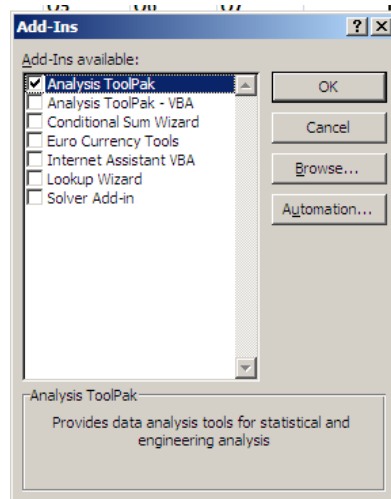 Add-Ins
Add-Ins available:
Analysis ToolPak
Analysis ToolPak - VBA
Conditional Sum Wizard
Euro Currency Tools
Internet Assistant VBA
Lookup Wizard
Solver Add-in
OK
Cancel
Browse...
Automation...
Analysis ToolPak
Provides data analysis tools for statistical and
engineering analysis